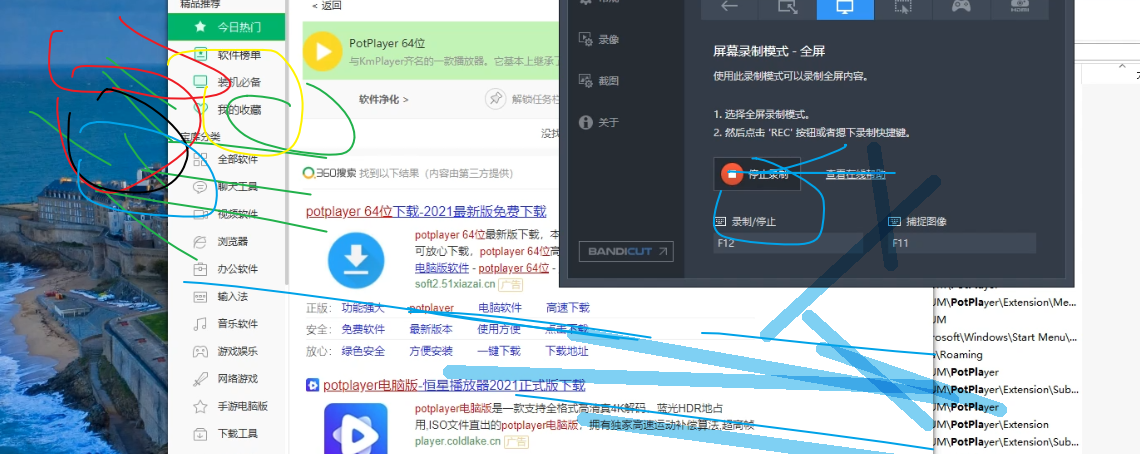 精品推荐
今日热门
软件榜单
装机必备
我的收藏
宝库分类
全部软件
聊天工具
视频软件
浏览器
办公软件
输入法
音乐软件
游戏娱乐
网络游戏
手游电脑版
下载工具
< 返回
PotPlayer 64位
与KmPlayer齐名的一款播放器。它基本上继承了
软件净化 >
解锁任务栏
没找
360搜索 找到以下结果（内容由第三方提供）
potplayer 64位下载-2021最新版免费下载
potplayer 64位最新版下载，本
可放心下载，potplayer 64位高
电脑版软件 - potplayer 64位 -
soft2.51xiazai.cn 广告
正版： 功能强大 potplayer 电脑软件 高速下载
安全： 免费软件 最新版本 使用方便 点击下载
放心： 绿色安全 方便安装 一键下载 下载地址
potplayer电脑版-恒星播放器2021正式版下载
potplayer电脑版是一款支持全格式高清真4K解码、蓝光HDR地占
用,ISO文件直出的potplayer电脑版，拥有独家高速运动补偿算法,超高帧
player.coldlake.cn 广告
录像
截图
关于
HDMI
屏幕录制模式 - 全屏
使用此录制模式可以录制全屏内容。
1. 选择全屏录制模式。
2. 然后点击 'REC' 按钮或者摁下录制快捷键。
停止录制
查看在线帮助
录制/停止
捕捉图像
F12
F11
BANDICUT
UM\PotPlayer\Extension\Me...
UM
rosoft\Windows\Start Menu\...
\Roaming
UM\PotPlayer
UM\PotPlayer\Extension\Sub...
UM\PotPlayer
UM\PotPlayer\Extension
UM\PotPlayer\Extension\Sub...